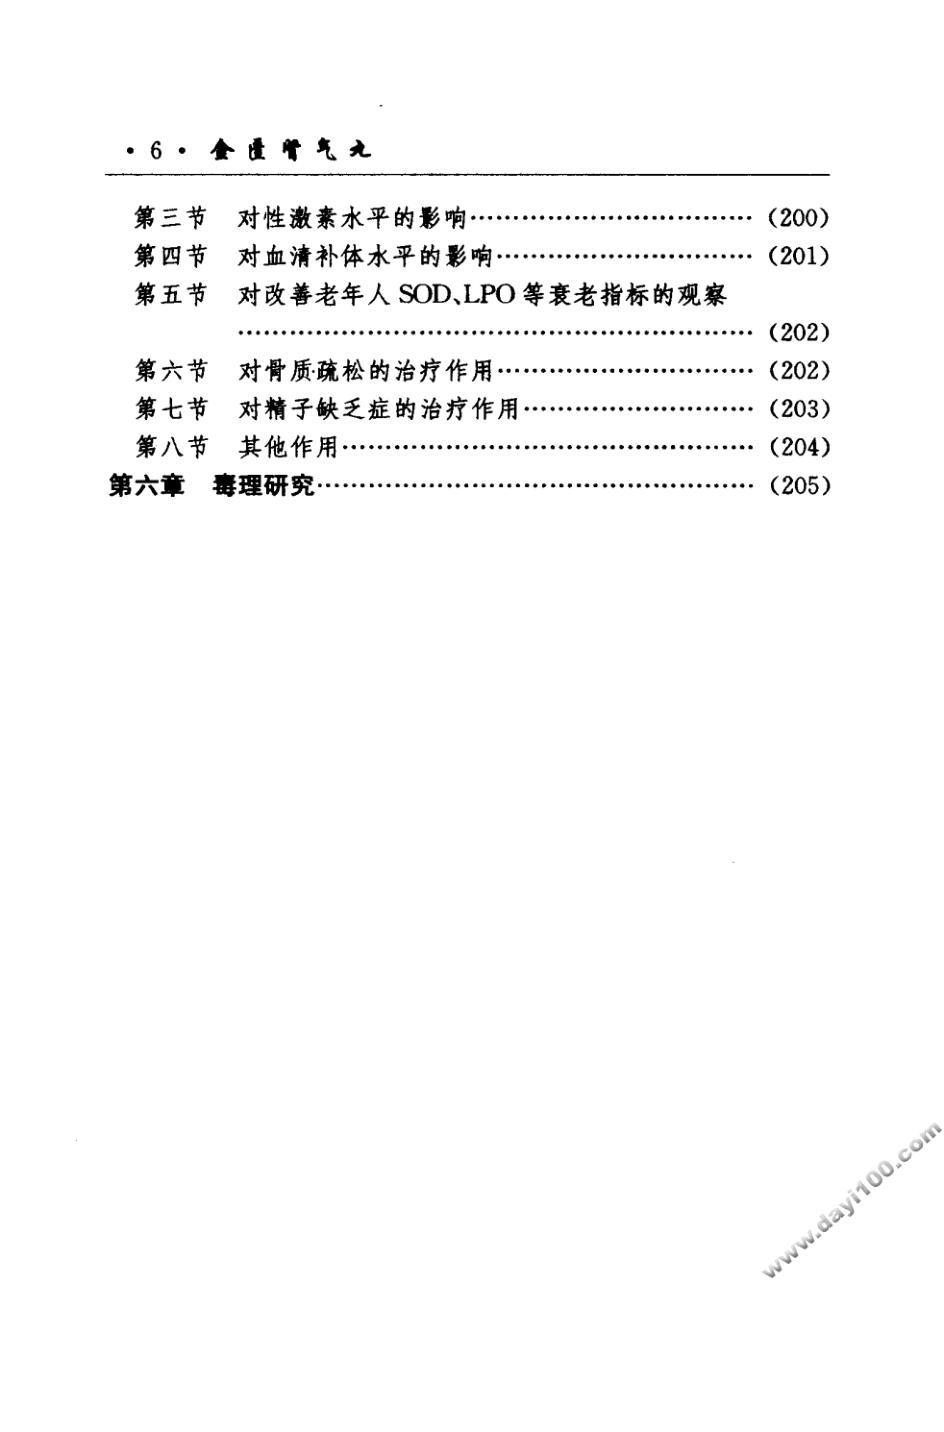 ·6· 金匮肾气丸
第三节 对性激素水平的影响……………………………(200)
第四节 对血清补体水平的影响…………………………(201)
第五节 对改善老年人 SOD、LPO 等衰老指标的观察
……………………………………………………(202)
第六节 对骨质疏松的治疗作用…………………………(202)
第七节 对精子缺乏症的治疗作用………………………(203)
第八节 其他作用…………………………………………(204)
第六章 毒理研究……………………………………………(205)
www.dayi100.com